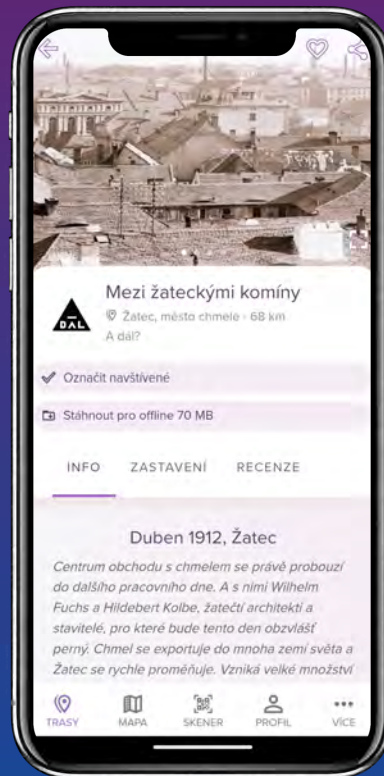 Mezi žateckými komíny
Žatec, město chmele - 68 km
A dál?
DAL
Označit navštívené
Stáhnout pro offline 70 MB
INFO ZASTAVENÍ RECENZE
Duben 1912, Žatec
Centrum obchodu s chmelem se právě probouzí
do dalšího pracovního dne. A s nimi Wilhelm
Fuchs a Hildebert Kolbe, žatečtí architekti a
stavitelé, pro které bude tento den obzvlášť
perný. Chmel se exportuje do mnoha zemí světa a
Žatec se rychle proměňuje. Vzniká velké množství
TRASY MAPA SKENER PROFIL VÍCE